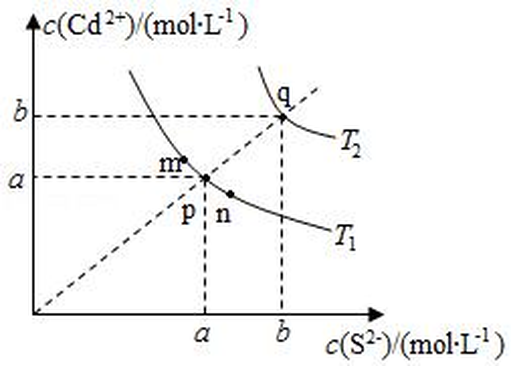 c(Cd²⁺)/(mol·L⁻¹)
q
b
T₂
m
a
p
n
T₁
a
b
c(S²⁻)/(mol·L⁻¹)